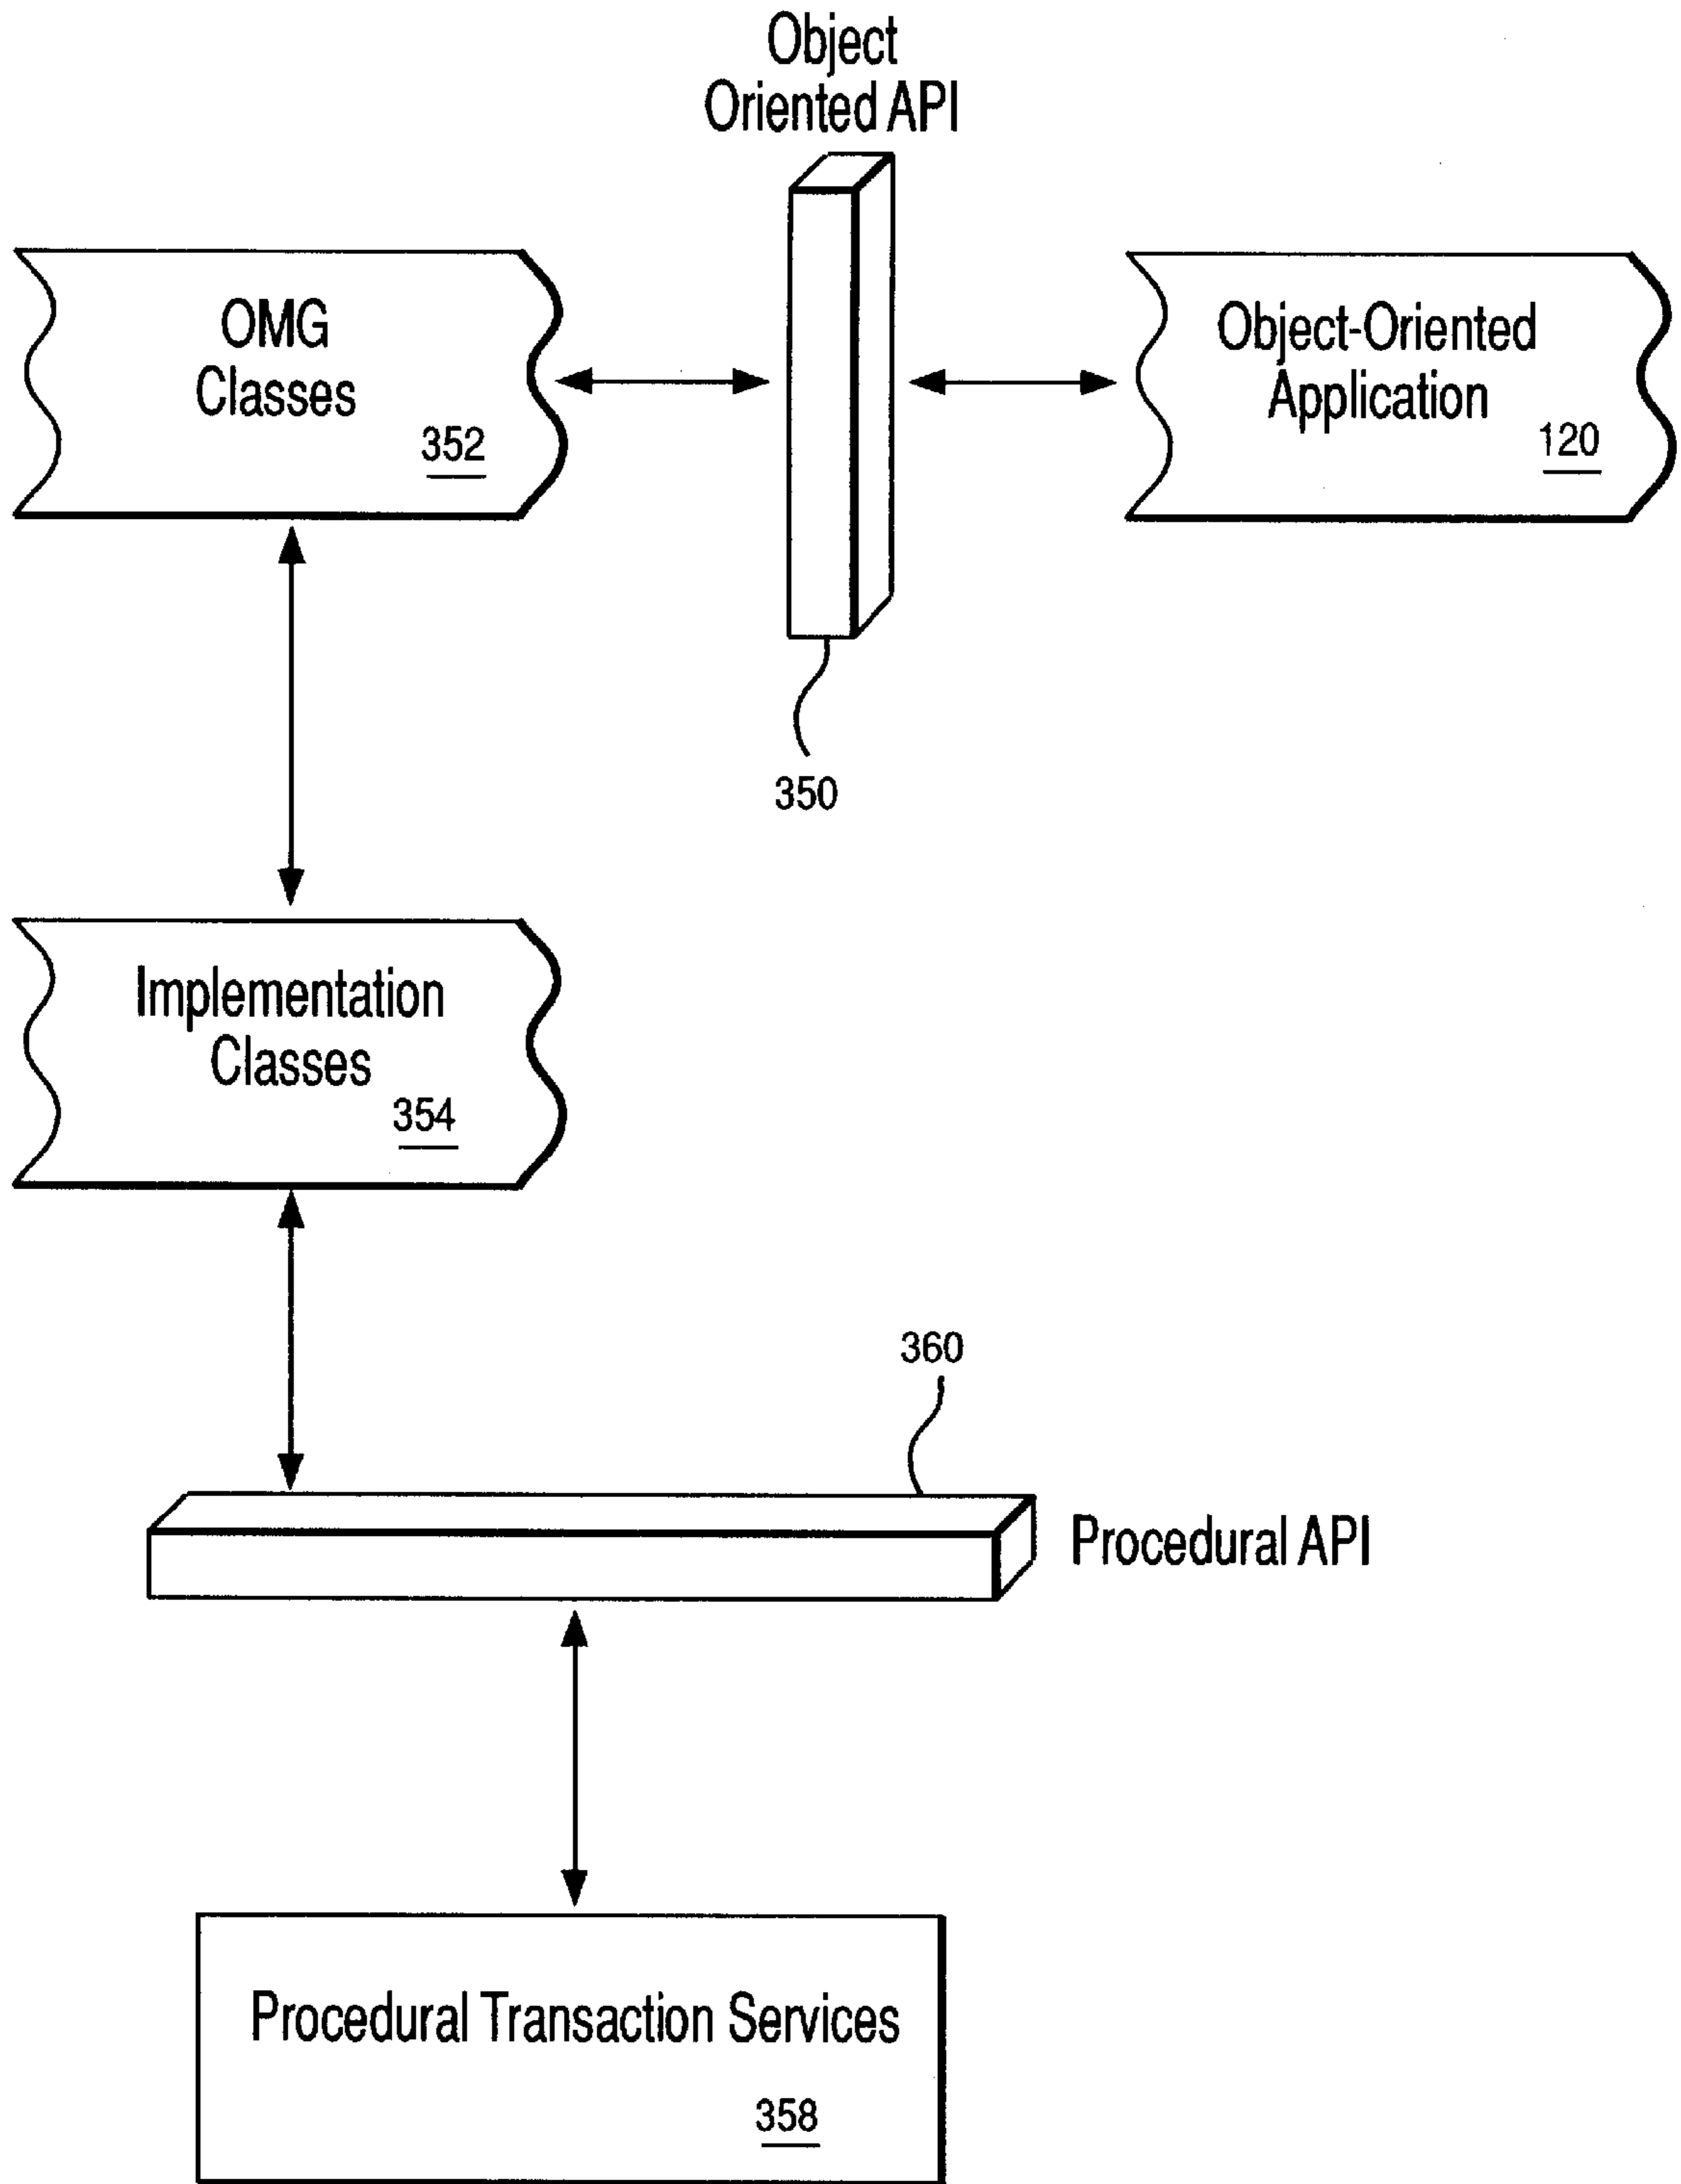 Object
Oriented API
OMG
Classes
352
Object-Oriented
Application
120
350
Implementation
Classes
354
360
Procedural API
Procedural Transaction Services
358